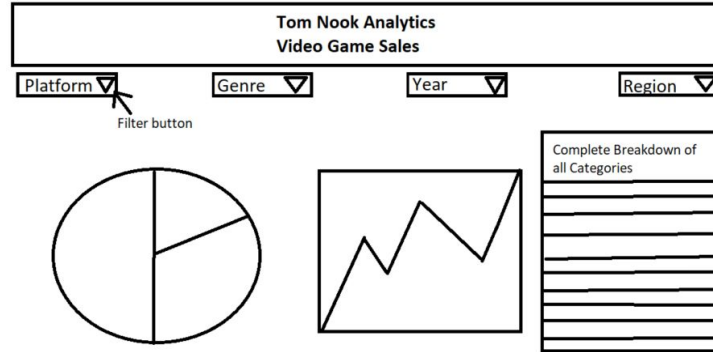 Tom Nook Analytics
Video Game Sales
Platform
Genre
Year
Region
Filter button
Complete Breakdown of
all Categories